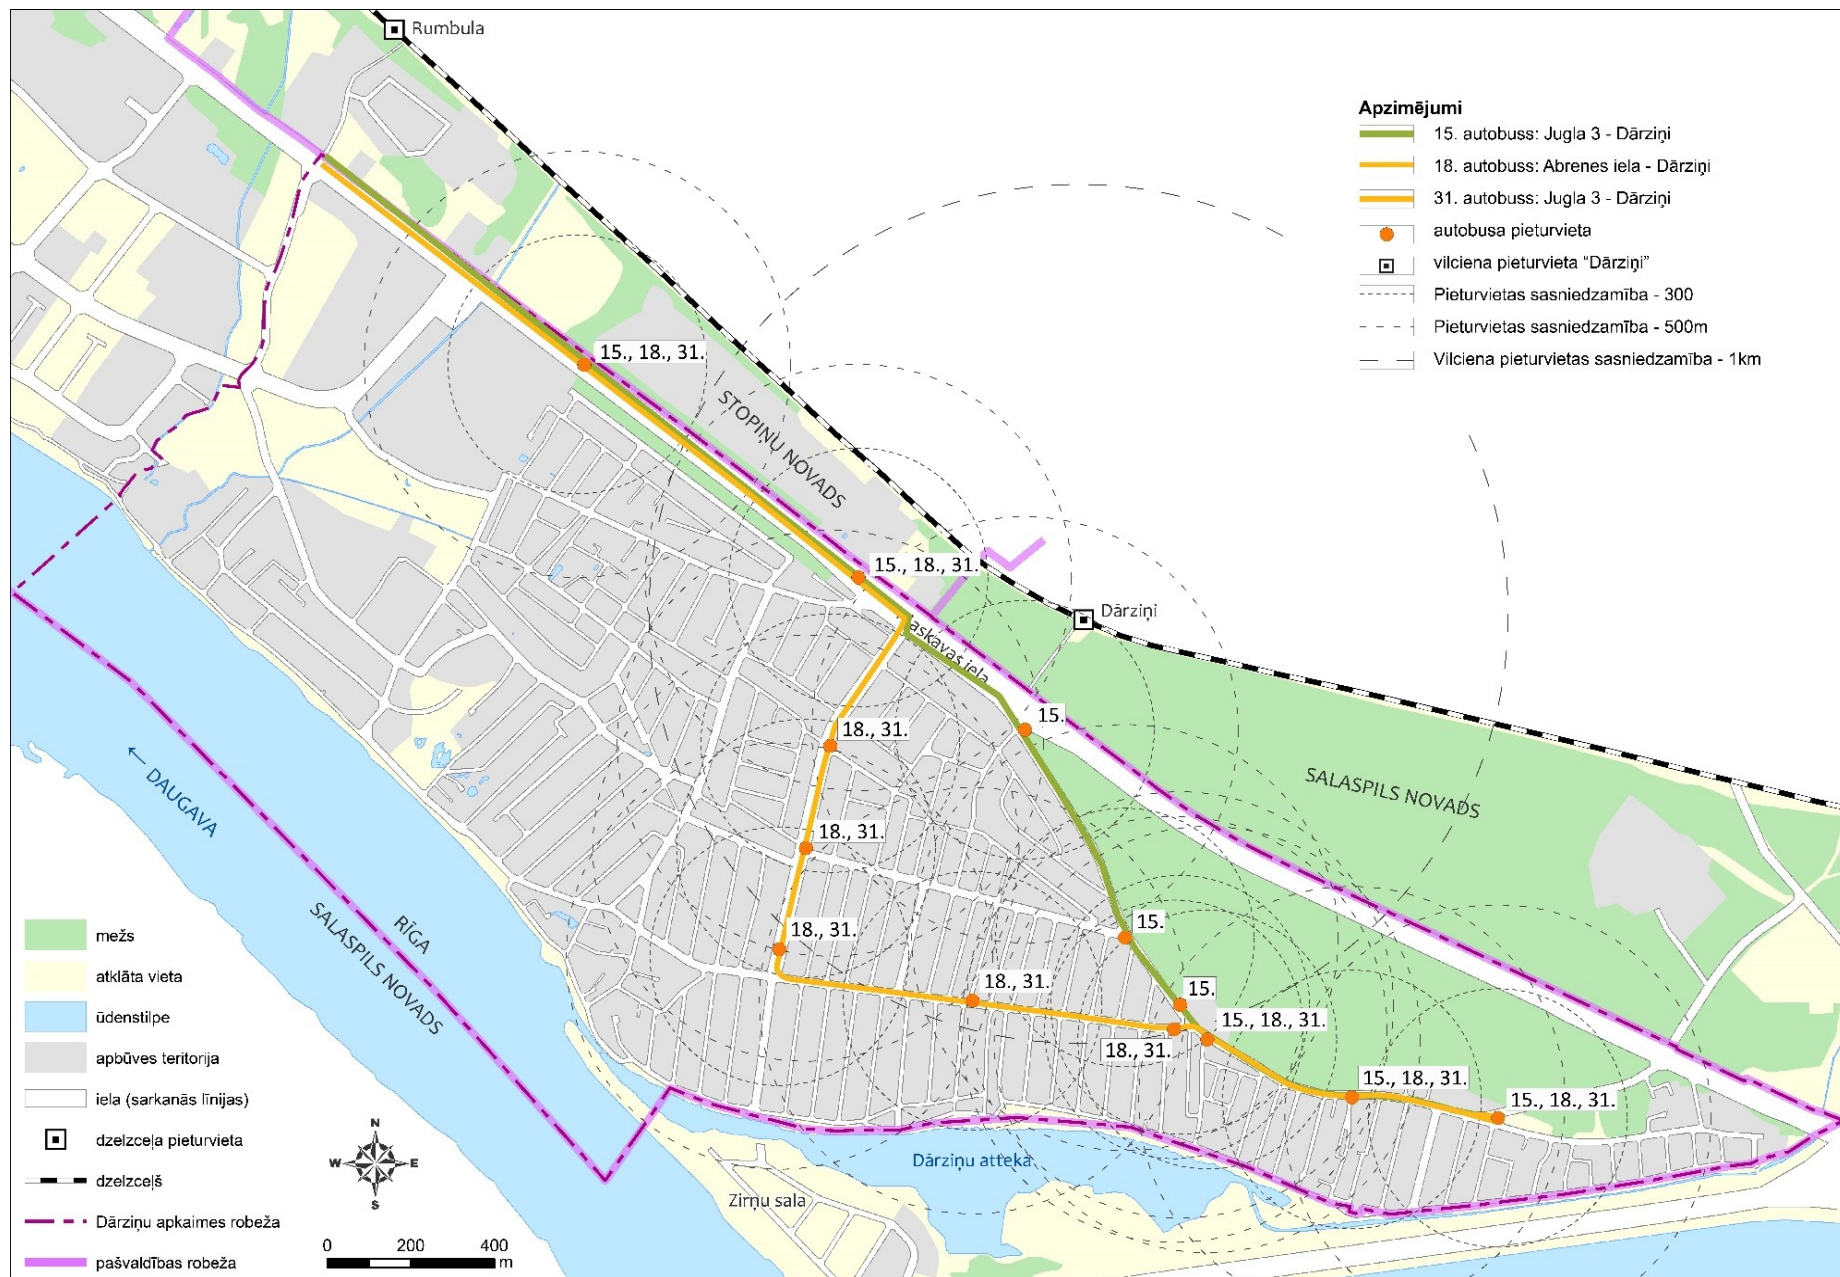 Rumbula
Apzīmējumi
15. autobuss: Jugla 3 - Dārziņi
18. autobuss: Abrenes iela - Dārziņi
31. autobuss: Jugla 3 - Dārziņi
autobusa pieturvieta
vilciena pieturvieta "Dārziņi"
Pieturvietas sasniedzamība - 300
Pieturvietas sasniedzamība - 500m
Vilciena pieturvietas sasniedzamība - 1km
15., 18., 31.
STOPIŅU NOVADS
15., 18., 31.
Dārziņi
askavas iela
15.
18., 31.
SALASPILS NOVADS
← DAUGAVA
18., 31.
RĪGA
SALASPILS NOVADS
15.
18., 31.
18., 31.
15.
15., 18., 31.
18., 31.
15., 18., 31.
15., 18., 31.
Dārziņu atteka
Zirņu sala
mežs
atklāta vieta
ūdenstilpe
apbūves teritorija
iela (sarkanās līnijas)
dzelzceļa pieturvieta
dzelzceļš
Dārziņu apkaimes robeža
pašvaldības robeža
N
W E
S
0 200 400
m